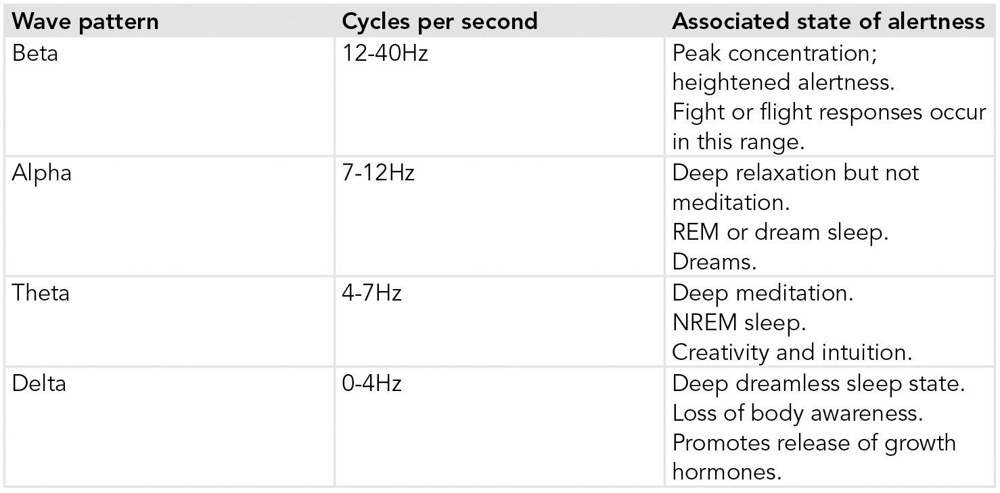 Wave pattern Cycles per second Associated state of alertness
Beta 12-40Hz Peak concentration;
heightened alertness.
Fight or flight responses occur
in this range.
Alpha 7-12Hz Deep relaxation but not
meditation.
REM or dream sleep.
Dreams.
Theta 4-7Hz Deep meditation.
NREM sleep.
Creativity and intuition.
Delta 0-4Hz Deep dreamless sleep state.
Loss of body awareness.
Promotes release of growth
hormones.